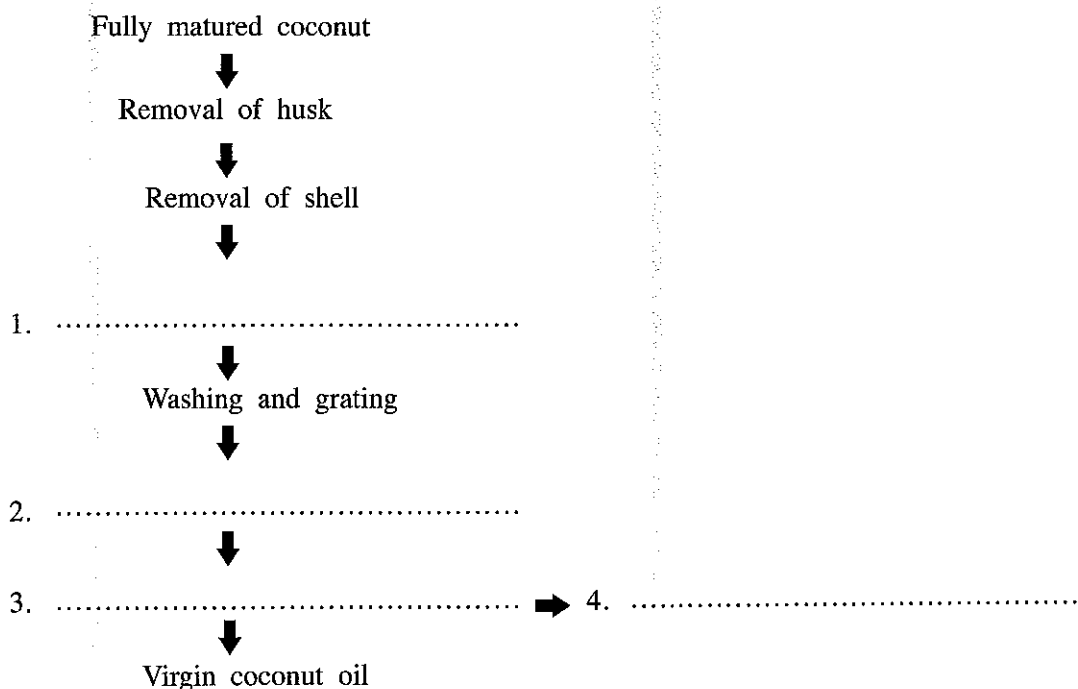 Fully matured coconut
Removal of husk
Removal of shell
1. ................................................................
Washing and grating
2. ................................................................
3. ................................................................ 4. ................................................................
Virgin coconut oil